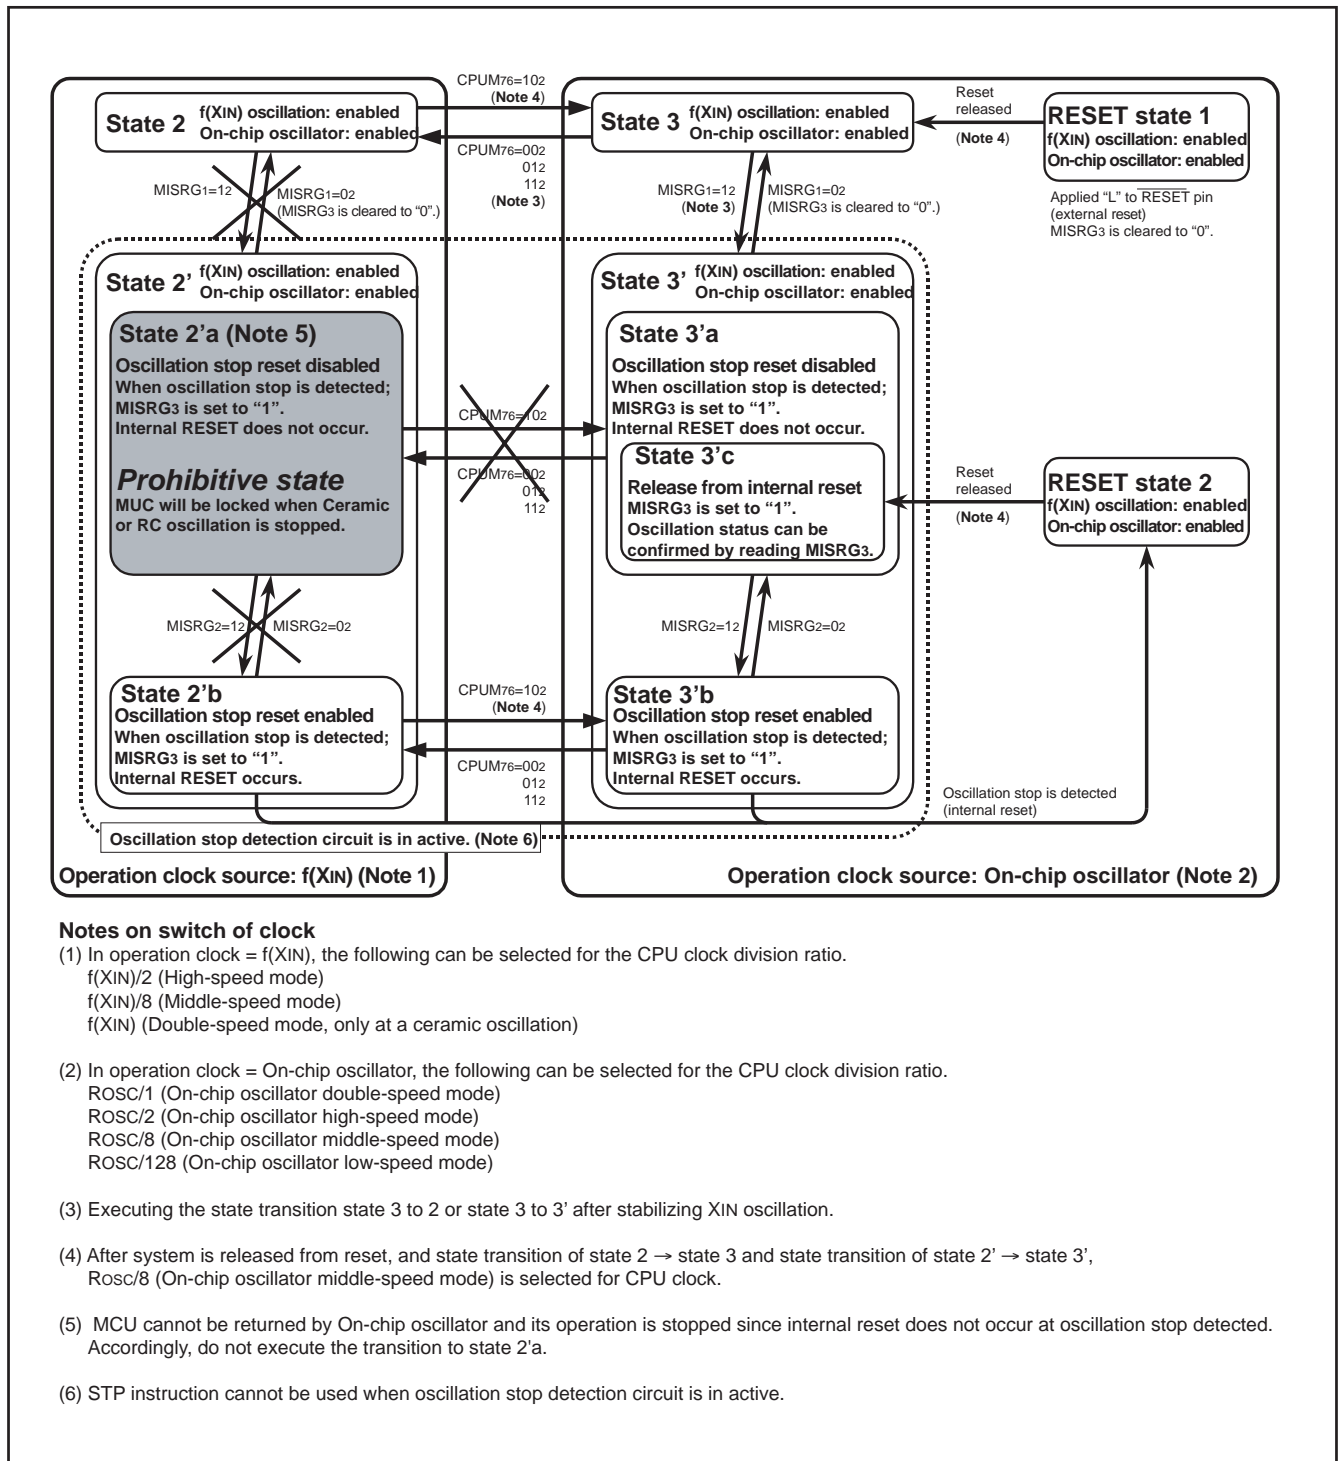 CPUM76=102
(Note 4)
State 2
f(XIN) oscillation: enabled
On-chip oscillator: enabled
State 3
f(XIN) oscillation: enabled
On-chip oscillator: enabled
Reset
released
(Note 4)
RESET state 1
f(XIN) oscillation: enabled
On-chip oscillator: enabled
CPUM76=002
012
112
(Note 3)
MISRG1=12
MISRG1=02
(MISRG3 is cleared to “0”.)
MISRG1=12
(Note 3)
MISRG1=02
(MISRG3 is cleared to “0”.)
Applied “L” to RESET pin
(external reset)
MISRG3 is cleared to “0”.
State 2'
f(XIN) oscillation: enabled
On-chip oscillator: enabled
State 3'
f(XIN) oscillation: enabled
On-chip oscillator: enabled
State 2'a (Note 5)
Oscillation stop reset disabled
When oscillation stop is detected;
MISRG3 is set to “1”.
Internal RESET does not occur.
Prohibitive state
MUC will be locked when Ceramic
or RC oscillation is stopped.
CPUM76=102
CPUM76=002
012
112
State 3'a
Oscillation stop reset disabled
When oscillation stop is detected;
MISRG3 is set to “1”.
Internal RESET does not occur.
State 3'c
Release from internal reset
MISRG3 is set to “1”.
Oscillation status can be
confirmed by reading MISRG3.
Reset
released
(Note 4)
RESET state 2
f(XIN) oscillation: enabled
On-chip oscillator: enabled
MISRG2=12
MISRG2=02
MISRG2=12
MISRG2=02
State 2'b
Oscillation stop reset enabled
When oscillation stop is detected;
MISRG3 is set to “1”.
Internal RESET occurs.
CPUM76=102
(Note 4)
CPUM76=002
012
112
State 3'b
Oscillation stop reset enabled
When oscillation stop is detected;
MISRG3 is set to “1”.
Internal RESET occurs.
Oscillation stop is detected
(internal reset)
Oscillation stop detection circuit is in active. (Note 6)
Operation clock source: f(XIN) (Note 1)
Operation clock source: On-chip oscillator (Note 2)
Notes on switch of clock
(1) In operation clock = f(XIN), the following can be selected for the CPU clock division ratio.
f(XIN)/2 (High-speed mode)
f(XIN)/8 (Middle-speed mode)
f(XIN) (Double-speed mode, only at a ceramic oscillation)
(2) In operation clock = On-chip oscillator, the following can be selected for the CPU clock division ratio.
ROSC/1 (On-chip oscillator double-speed mode)
ROSC/2 (On-chip oscillator high-speed mode)
ROSC/8 (On-chip oscillator middle-speed mode)
ROSC/128 (On-chip oscillator low-speed mode)
(3) Executing the state transition state 3 to 2 or state 3 to 3’ after stabilizing XIN oscillation.
(4) After system is released from reset, and state transition of state 2 → state 3 and state transition of state 2’ → state 3’,
ROSC/8 (On-chip oscillator middle-speed mode) is selected for CPU clock.
(5) MCU cannot be returned by On-chip oscillator and its operation is stopped since internal reset does not occur at oscillation stop detected.
Accordingly, do not execute the transition to state 2’a.
(6) STP instruction cannot be used when oscillation stop detection circuit is in active.